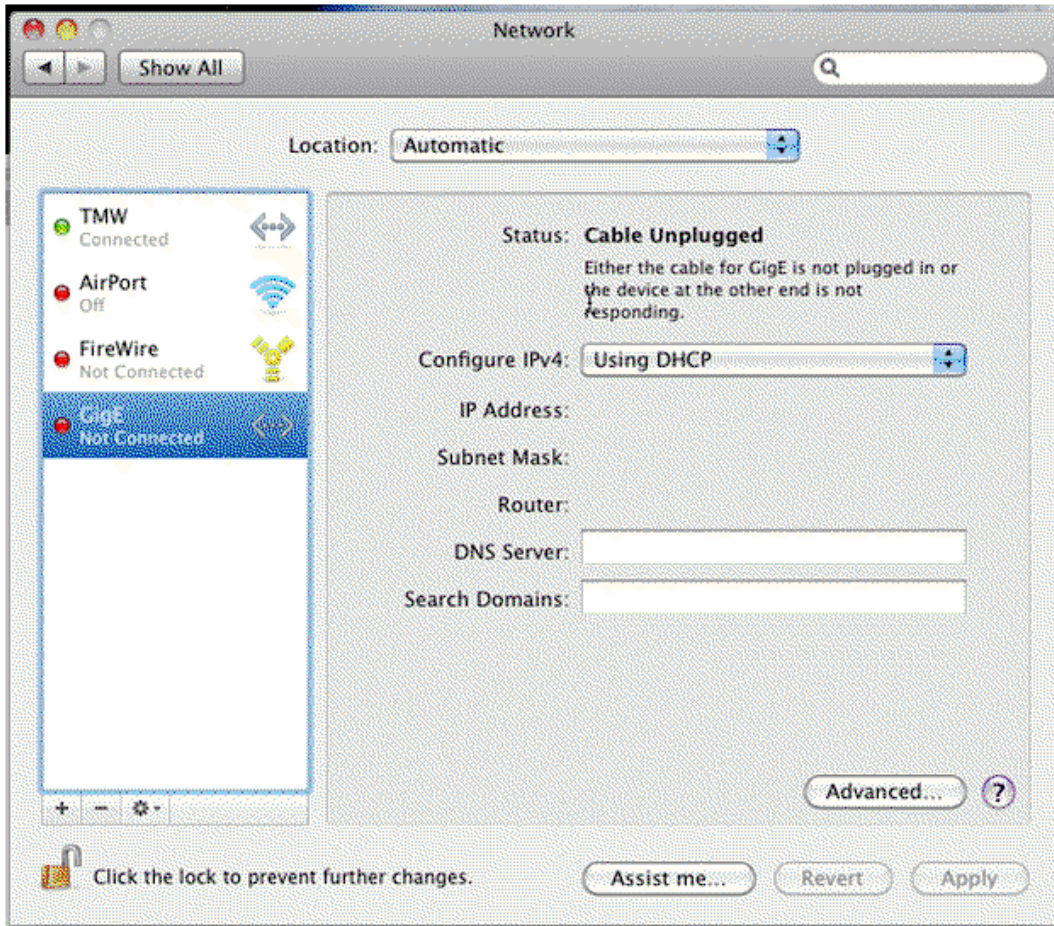 Network
Show All
Location: Automatic
TMW
Connected
AirPort
Off
FireWire
Not Connected
GigE
Not Connected
Status: Cable Unplugged
Either the cable for GigE is not plugged in or
the device at the other end is not
responding.
Configure IPv4: Using DHCP
IP Address:
Subnet Mask:
Router:
DNS Server:
Search Domains:
Advanced... ?
Click the lock to prevent further changes.
Assist me... Revert Apply